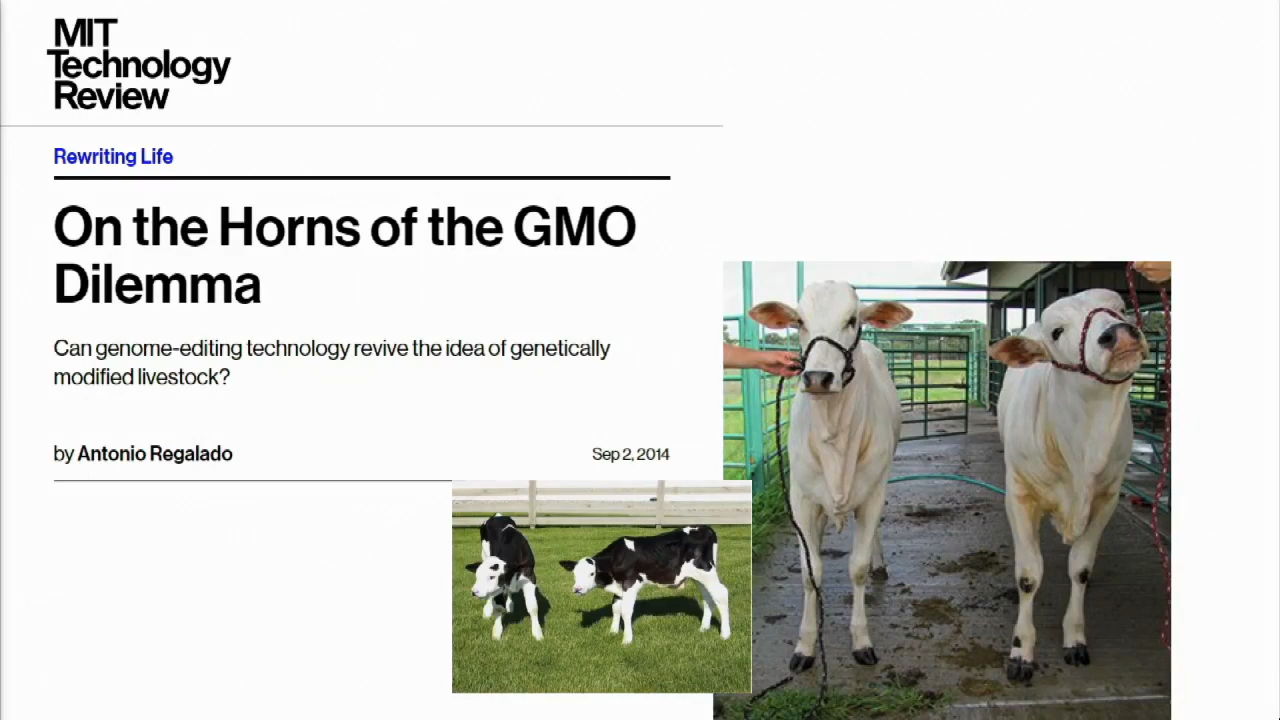 MIT
Technology
Review
Rewriting Life
On the Horns of the GMO
Dilemma
Can genome-editing technology revive the idea of genetically
modified livestock?
by Antonio Regalado
Sep 2, 2014